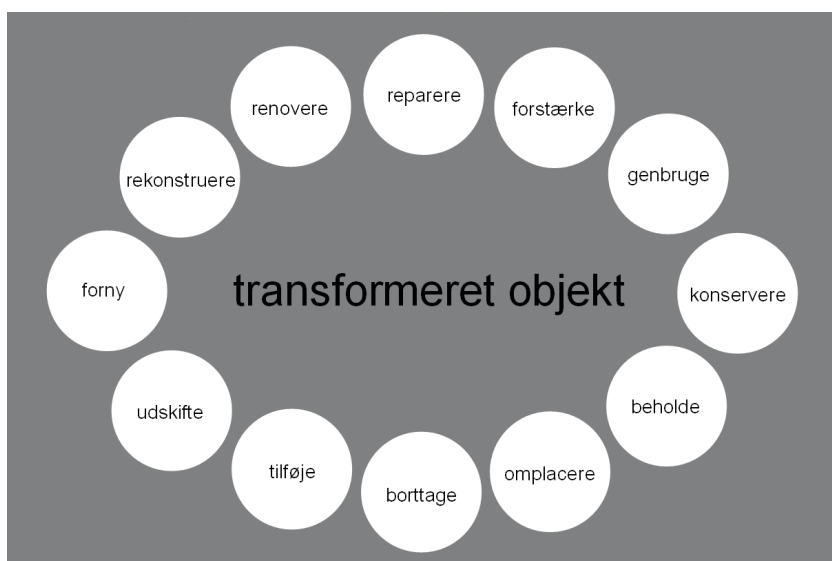 reparere
renovere
forstærke
genbruge
rekonstruere
forny
transformeret objekt
konservere
udskifte
beholde
tilføje
omplacere
borttage